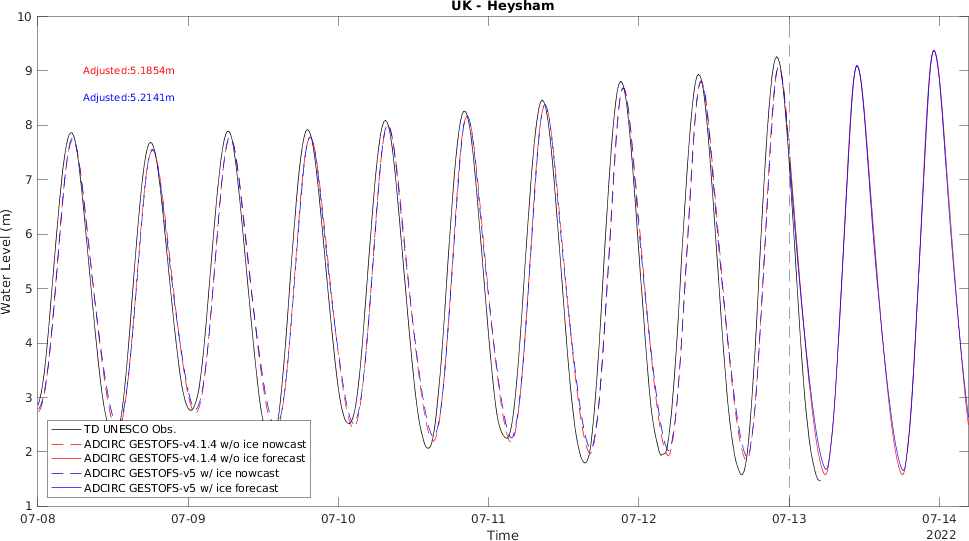 UK - Heysham
10
9
8
7
6
5
4
3
2
1
Water Level (m)
Adjusted:5.1854m
Adjusted:5.2141m
TD UNESCO Obs.
ADCIRC GESTOFS-v4.1.4 w/o ice nowcast
ADCIRC GESTOFS-v4.1.4 w/o ice forecast
ADCIRC GESTOFS-v5 w/ ice nowcast
ADCIRC GESTOFS-v5 w/ ice forecast
07-08 07-09 07-10 07-11 07-12 07-13 07-14
Time
2022